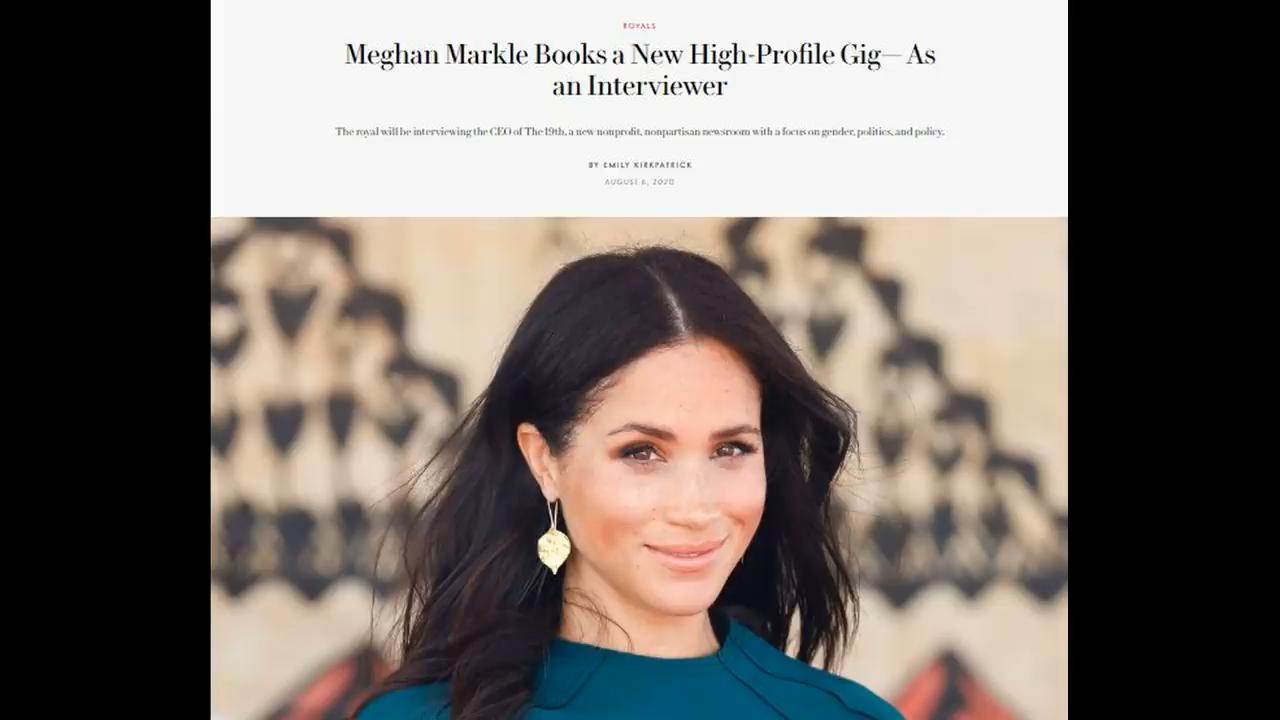 ROYALS
Meghan Markle Books a New High-Profile Gig— As
an Interviewer
The royal will be interviewing the CEO of The 19th, a new nonprofit, nonpartisan newsroom with a focus on gender, politics, and policy.
BY EMILY KIRKPATRICK
AUGUST 6, 2020